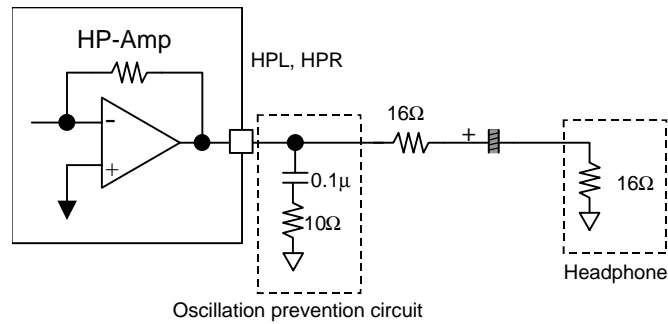 HP-Amp
HPL, HPR
-
+
16Ω
+
0.1μ
10Ω
16Ω
Headphone
Oscillation prevention circuit